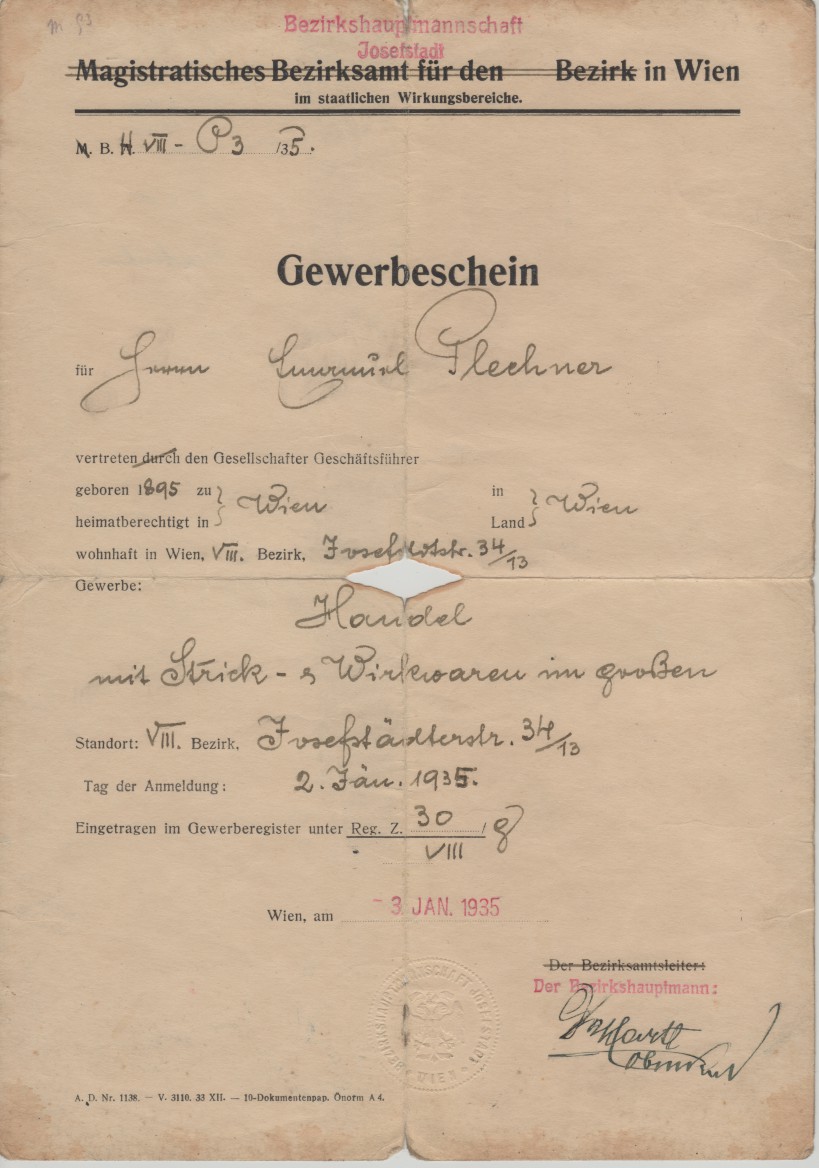 Bezirkshauptmannschaft
Josefstadt
Magistratisches Bezirksamt für den Bezirk in Wien
im staatlichen Wirkungsbereiche.
M. B. H. VIII - P 3 /35.
Gewerbeschein
für Herrn Emanuel Plechner
vertreten durch den Gesellschafter Geschäftsführer
geboren 1895 zu } Wien in } Wien
heimatberechtigt in Land
wohnhaft in Wien, VIII. Bezirk, Josefstdtstr. 34/13
Gewerbe:
Handel
mit Strick- & Wirkwaren im großen
Standort: VIII. Bezirk, Josefstädterstr. 34/13
Tag der Anmeldung: 2. Jän. 1935.
Eingetragen im Gewerberegister unter Reg. Z. 30 / g
VIII
Wien, am - 3. JAN. 1935
Der Bezirksamtsleiter:
Der Bezirkshauptmann:
BEZIRKSHAUPTMANNSCHAFT JOSEFSTADT
WIEN
A. D. Nr. 1138. — V. 3110. 33 XII. — 10-Dokumentenpap. Önorm A 4.